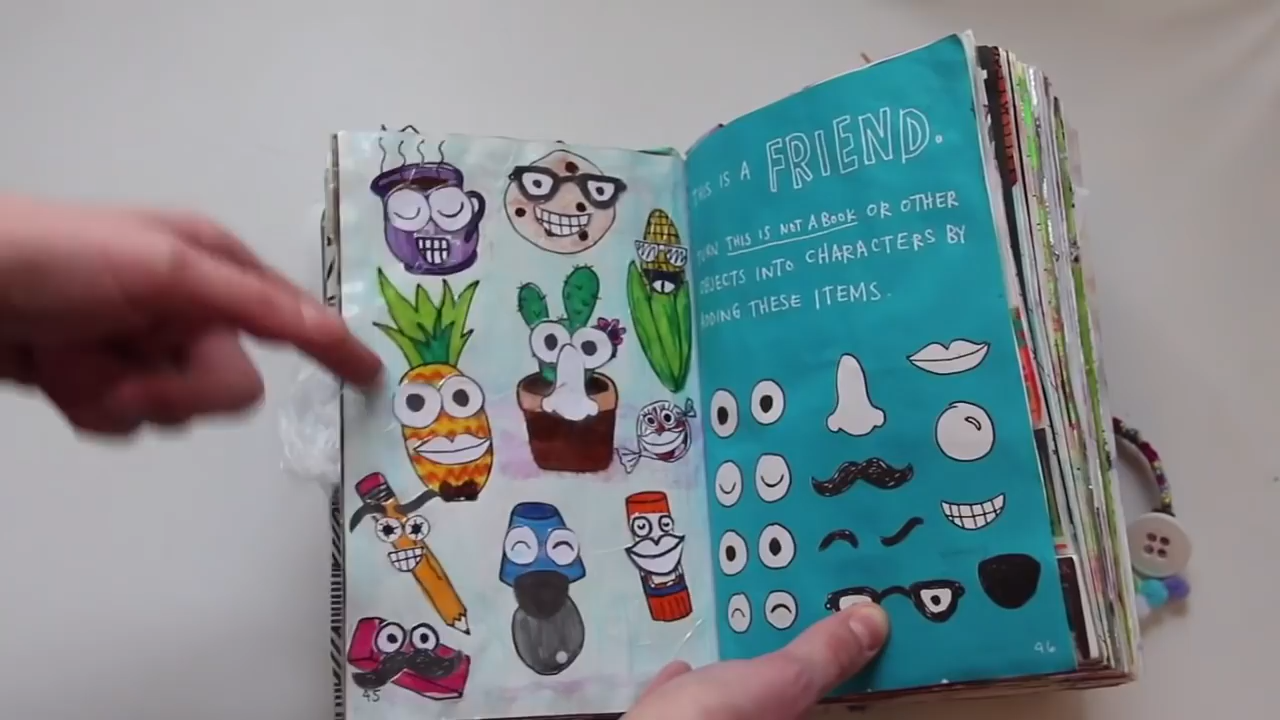 THIS IS A FRIEND.
TURN THIS IS NOT A BOOK OR OTHER
OBJECTS INTO CHARACTERS BY
ADDING THESE ITEMS.
45
46